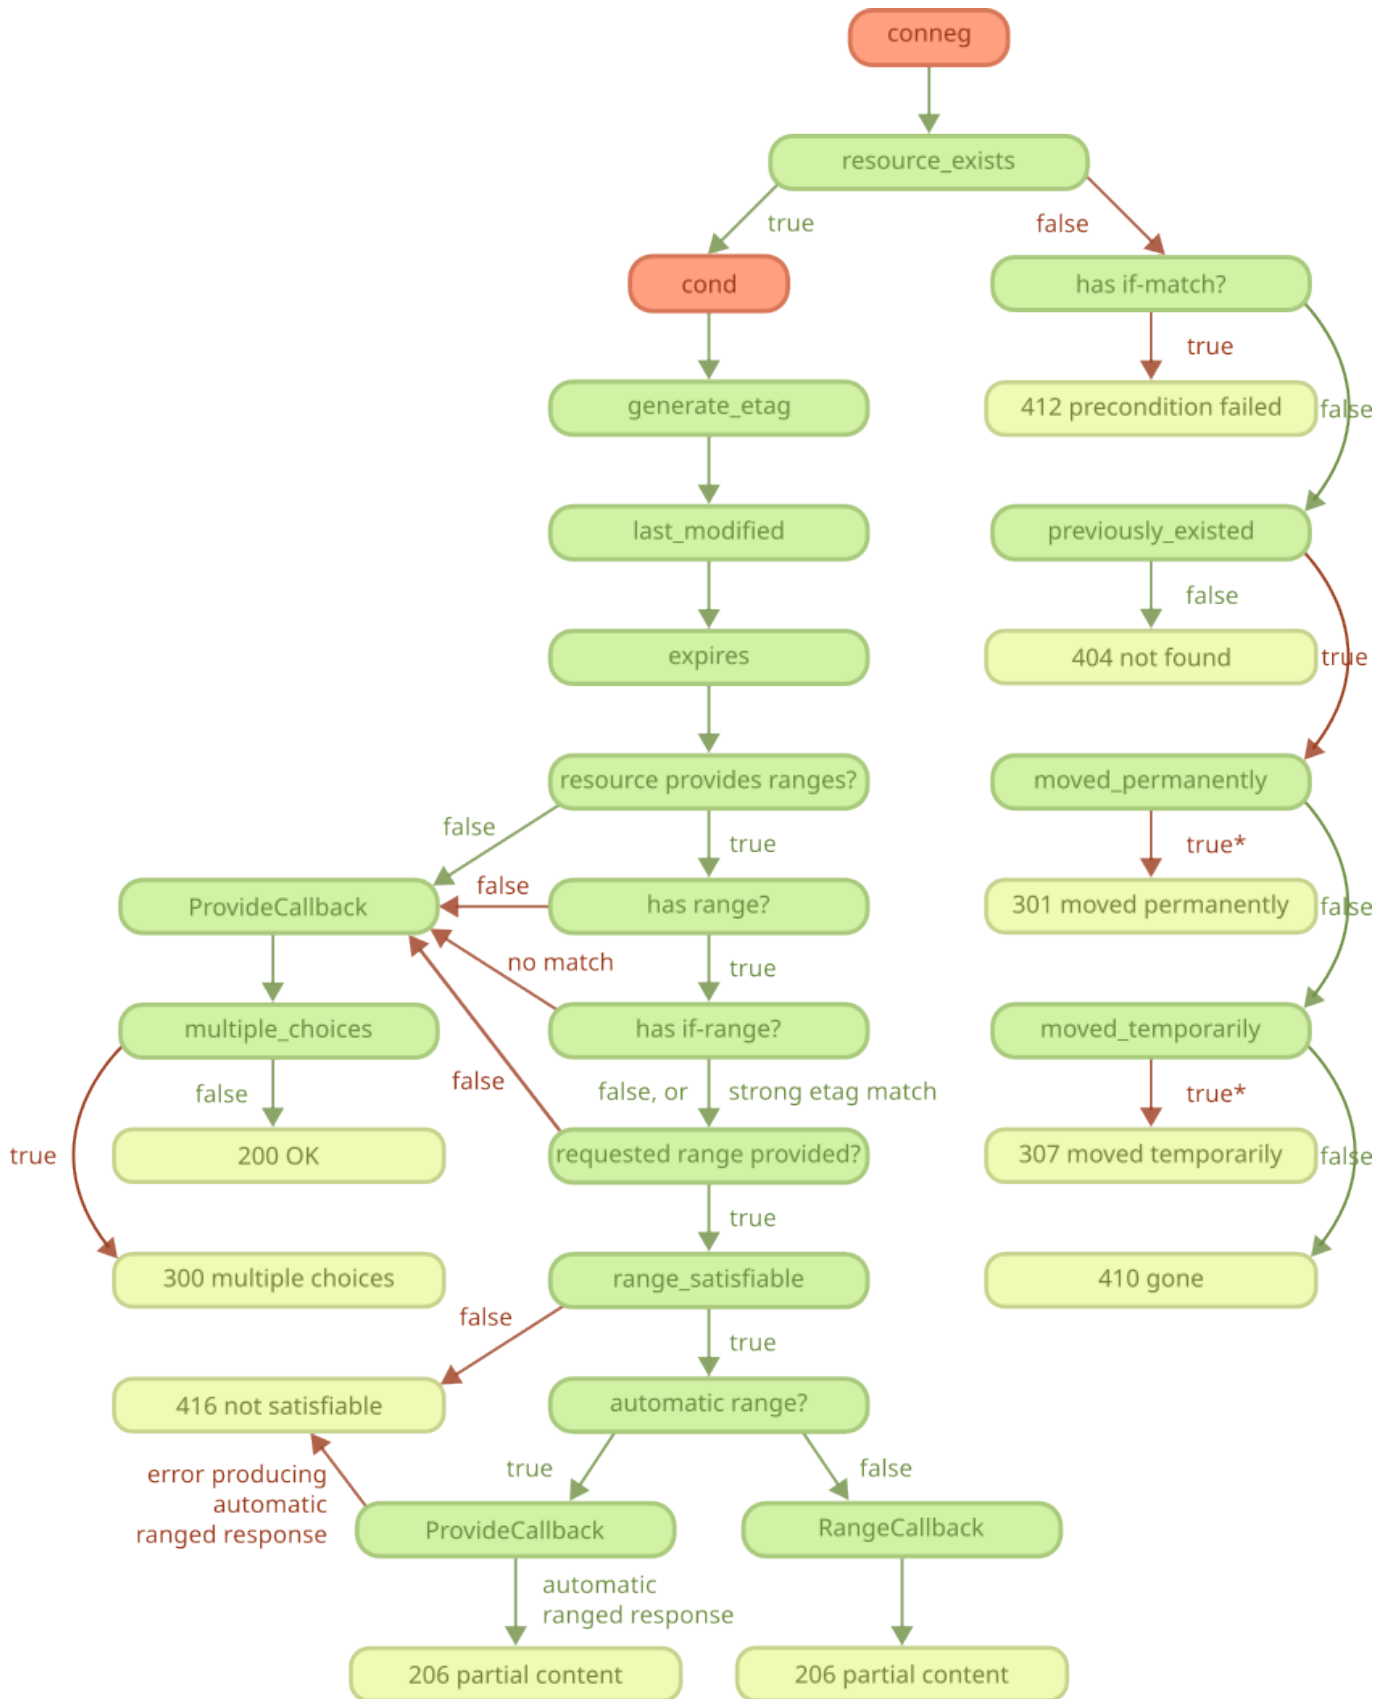 conneg
resource_exists
true
false
cond
has if-match?
true
generate_etag
412 precondition failed
false
last_modified
previously_existed
false
expires
404 not found
true
resource provides ranges?
moved_permanently
false
true
true*
ProvideCallback
false
has range?
301 moved permanently
false
no match
true
multiple_choices
has if-range?
moved_temporarily
false
false
false, or
strong etag match
true*
true
200 OK
requested range provided?
307 moved temporarily
false
true
300 multiple choices
range_satisfiable
410 gone
false
true
416 not satisfiable
automatic range?
error producing
automatic
ranged response
true
false
ProvideCallback
RangeCallback
automatic
ranged response
206 partial content
206 partial content